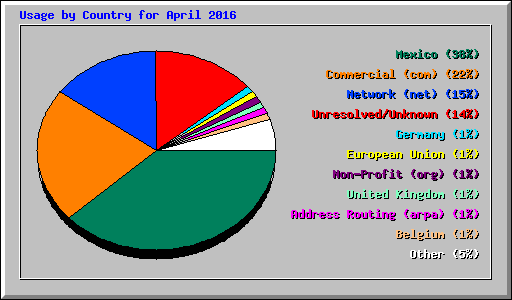 Usage by Country for April 2016
Mexico (38%)
Commercial (com) (22%)
Network (net) (15%)
Unresolved/Unknown (14%)
Germany (1%)
European Union (1%)
Non-Profit (org) (1%)
United Kingdom (1%)
Address Routing (arpa) (1%)
Belgium (1%)
Other (5%)